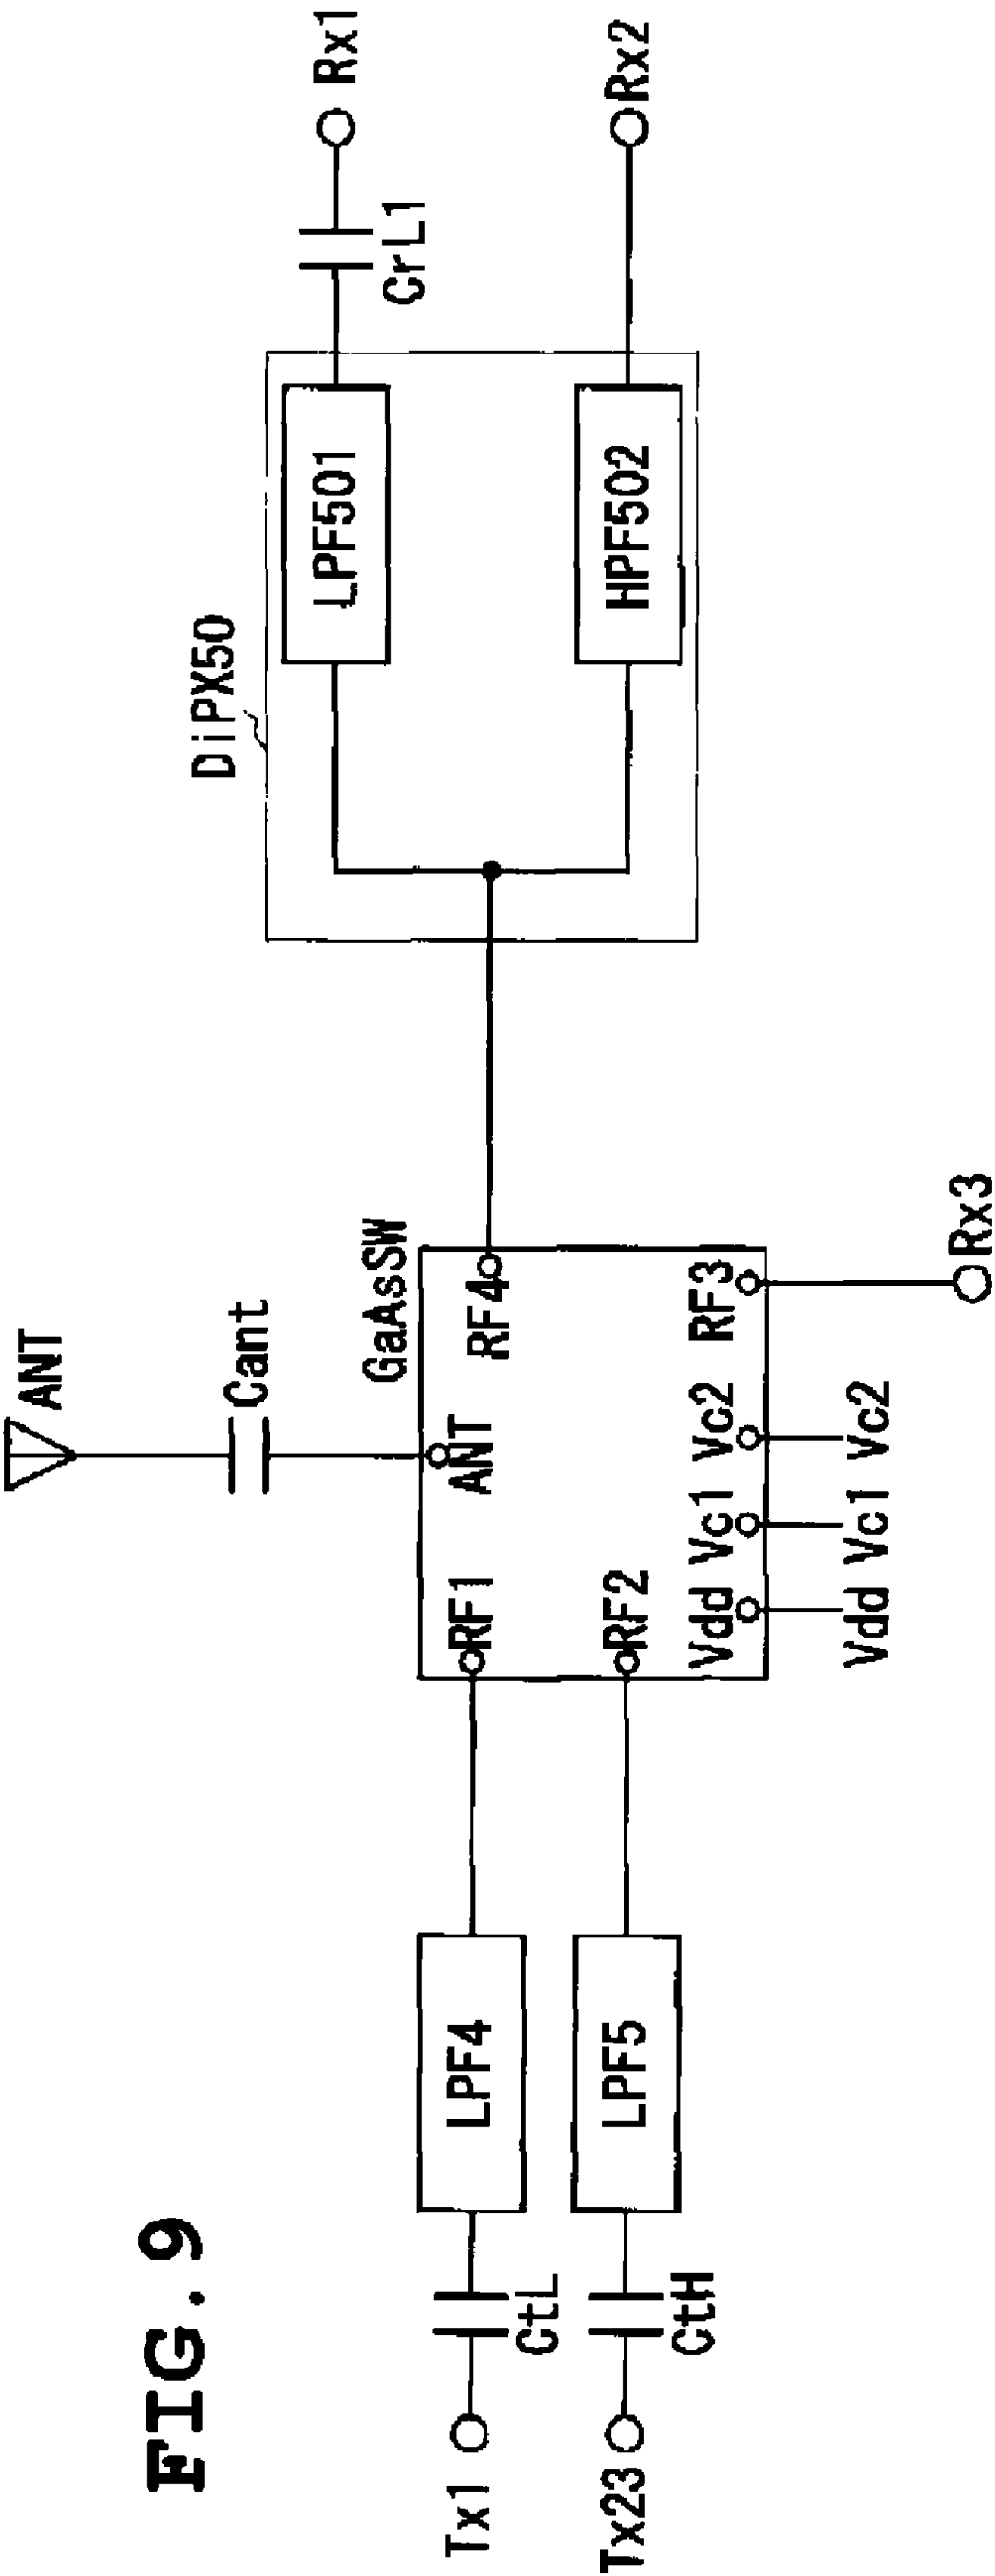 FIG. 9
ANT
Cant
GaAsSW
DiPX50
Tx1
CtL
LPF4
RF1
ANT
RF4
LPF501
CrL1
Rx1
Tx23
CtH
LPF5
RF2
Vdd Vc1 Vc2
RF3
HPF502
Rx2
Vdd Vc1 Vc2
Rx3